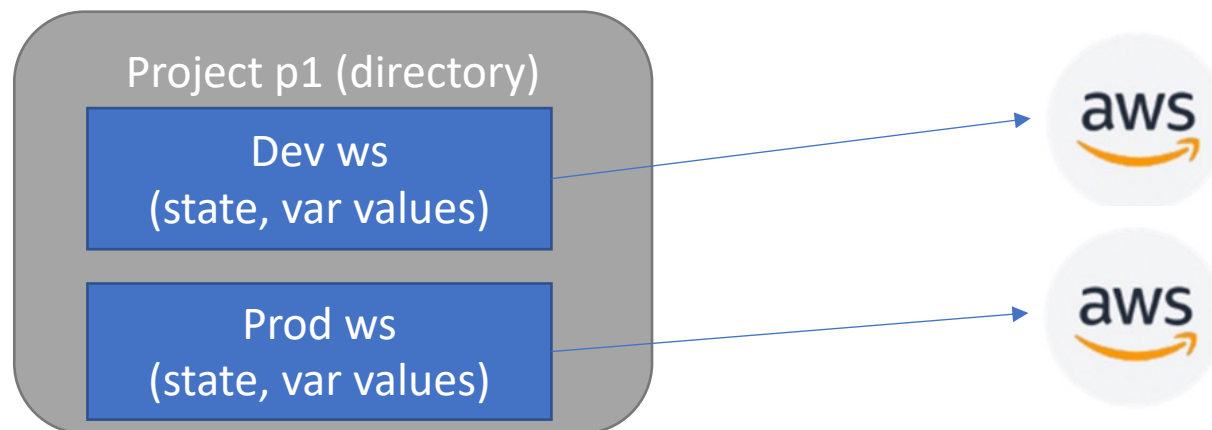 Project p1 (directory)
Dev ws
(state, var values)
aws
Prod ws
(state, var values)
aws